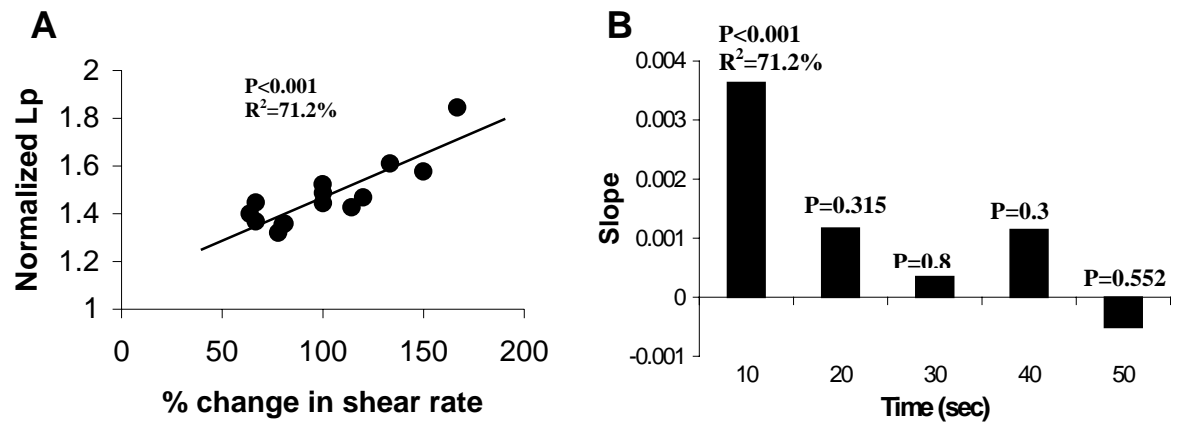 A
P<0.001
R²=71.2%
Normalized Lp
2
1.8
1.6
1.4
1.2
1
0 50 100 150 200
% change in shear rate
B
P<0.001
R²=71.2%
Slope
0.004
0.003
0.002
0.001
0
-0.001
P=0.315
P=0.8
P=0.3
P=0.552
10 20 30 40 50
Time (sec)